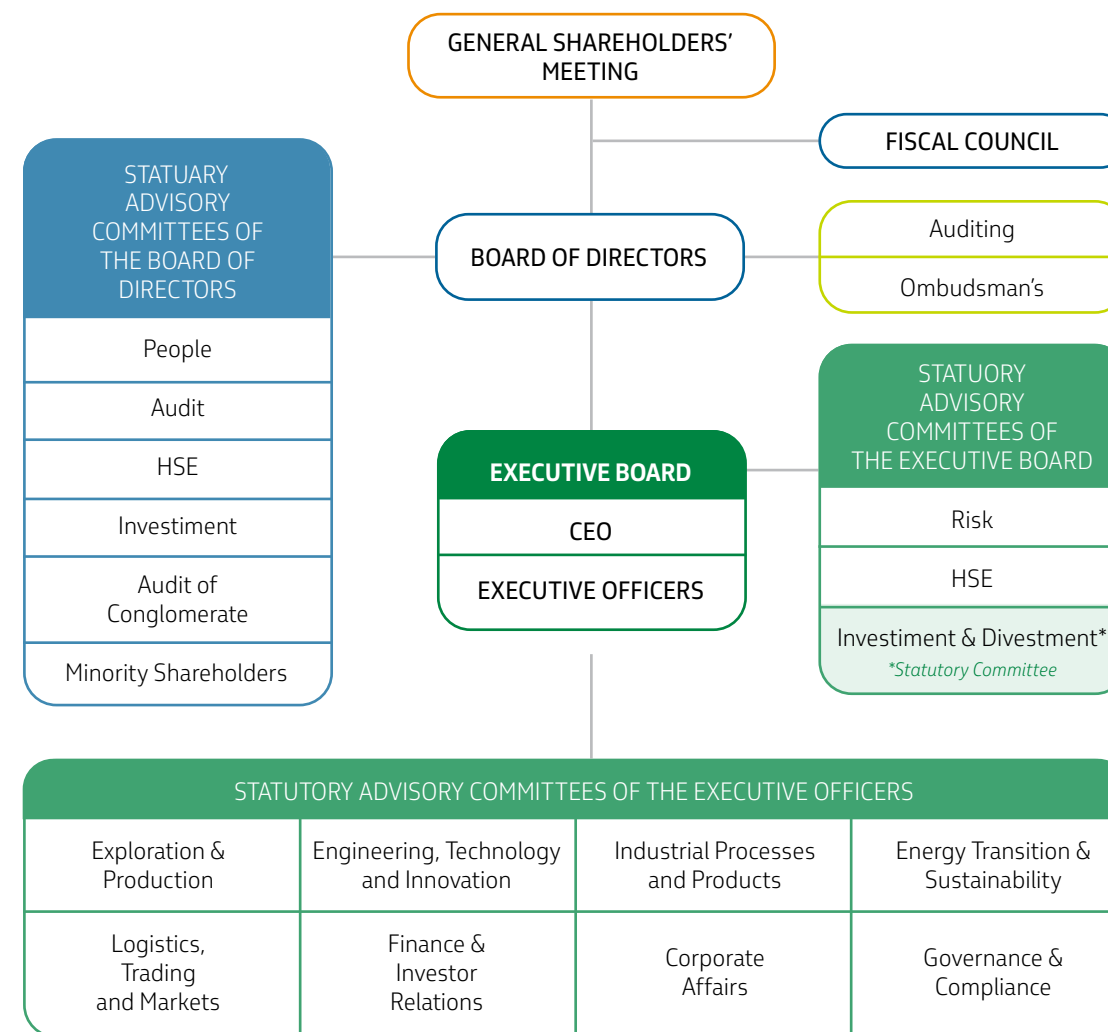 GENERAL SHAREHOLDERS'
MEETING
FISCAL COUNCIL
STATUARY
ADVISORY
COMMITTEES OF
THE BOARD OF
DIRECTORS
People
Audit
HSE
Investiment
Audit of
Conglomerate
Minority Shareholders
BOARD OF DIRECTORS
Auditing
Ombudsman's
EXECUTIVE BOARD
CEO
EXECUTIVE OFFICERS
STATUORY
ADVISORY
COMMITTEES OF
THE EXECUTIVE BOARD
Risk
HSE
Investiment & Divestment*
*Statutory Committee
STATUTORY ADVISORY COMMITTEES OF THE EXECUTIVE OFFICERS
Exploration &
Production
Engineering, Technology
and Innovation
Industrial Processes
and Products
Energy Transition &
Sustainability
Logistics,
Trading
and Markets
Finance &
Investor
Relations
Corporate
Affairs
Governance &
Compliance